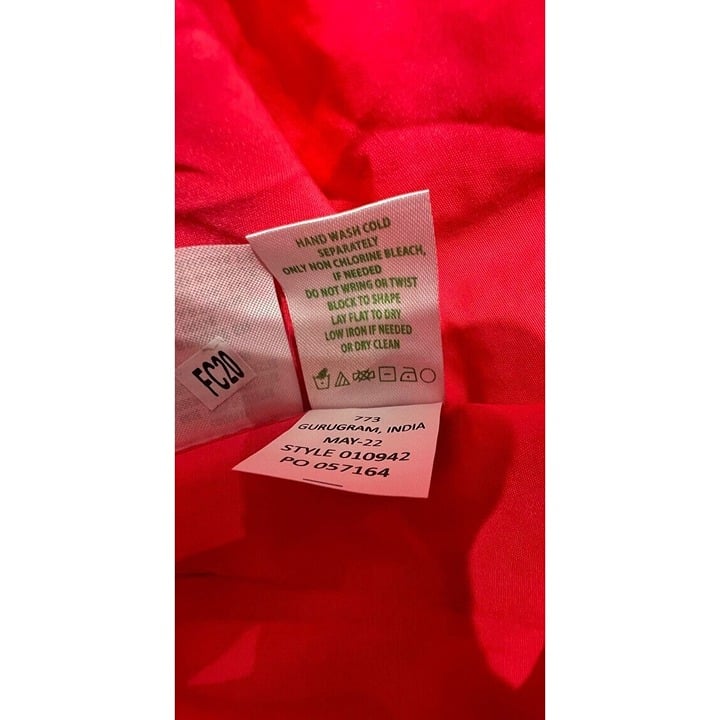 HAND WASH COLD
SEPARATELY
ONLY NON CHLORINE BLEACH,
IF NEEDED
DO NOT WRING OR TWIST
BLOCK TO SHAPE
LAY FLAT TO DRY
LOW IRON IF NEEDED
OR DRY CLEAN
FC20
773
GURUGRAM, INDIA
MAY-22
STYLE 010942
PO 057164